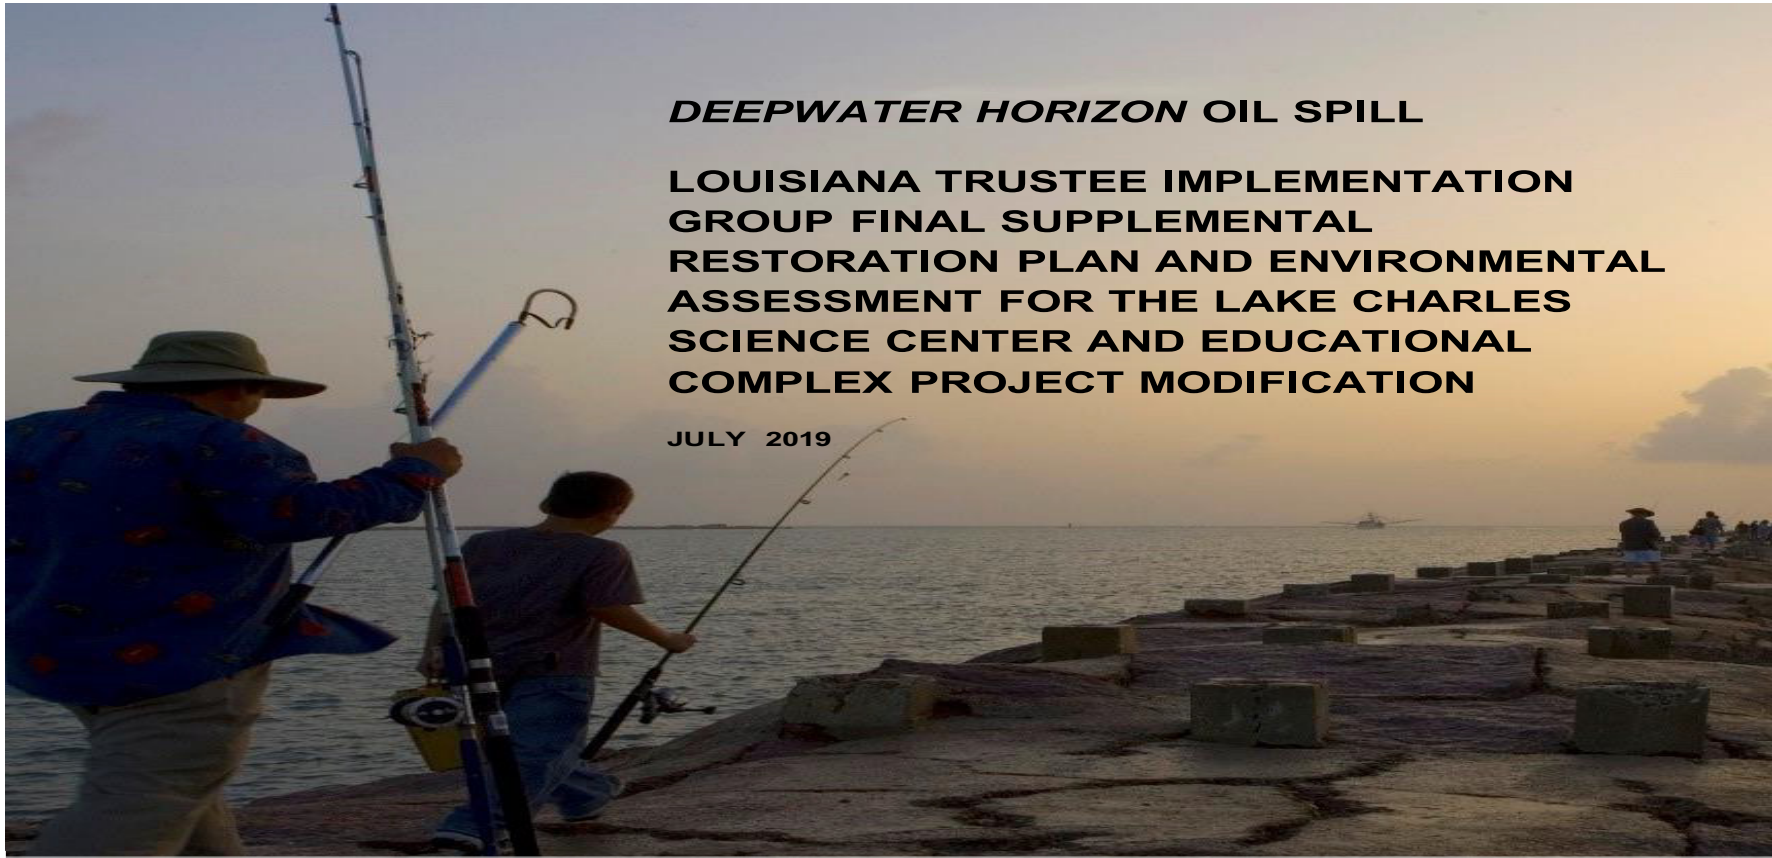 DEEPWATER HORIZON OIL SPILL
LOUISIANA TRUSTEE IMPLEMENTATION
GROUP FINAL SUPPLEMENTAL
RESTORATION PLAN AND ENVIRONMENTAL
ASSESSMENT FOR THE LAKE CHARLES
SCIENCE CENTER AND EDUCATIONAL
COMPLEX PROJECT MODIFICATION
JULY 2019